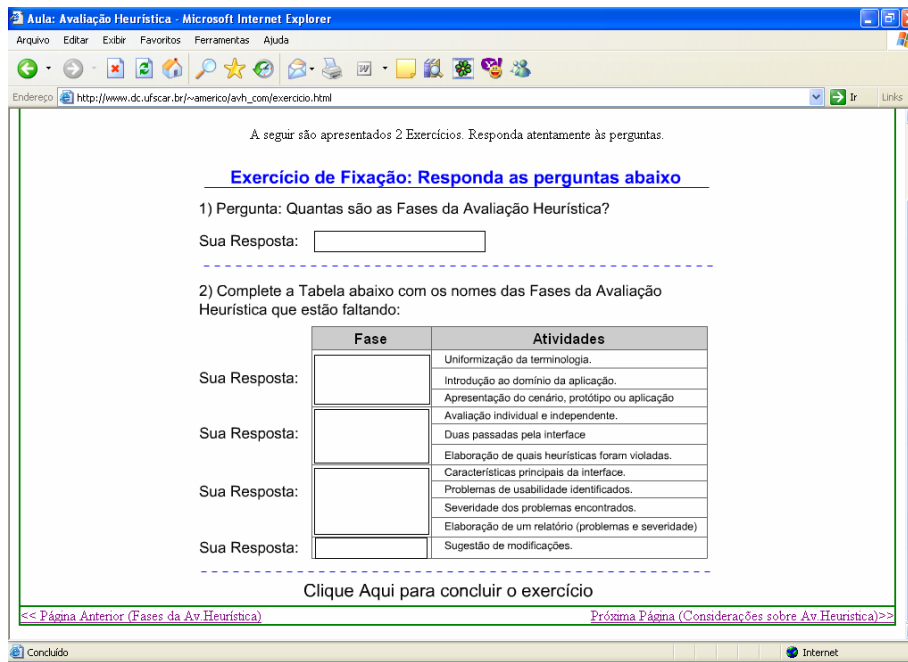 Aula: Avaliação Heurística - Microsoft Internet Explorer
Arquivo Editar Exibir Favoritos Ferramentas Ajuda
Endereço http://www.dc.ufscar.br/~americo/avh_com/exercicio.html Ir Links
A seguir são apresentados 2 Exercícios. Responda atentamente às perguntas.
Exercício de Fixação: Responda as perguntas abaixo
1) Pergunta: Quantas são as Fases da Avaliação Heurística?
Sua Resposta:
2) Complete a Tabela abaixo com os nomes das Fases da Avaliação
Heurística que estão faltando:
Fase Atividades
Sua Resposta:
Uniformização da terminologia.
Introdução ao domínio da aplicação.
Apresentação do cenário, protótipo ou aplicação
Sua Resposta:
Avaliação individual e independente.
Duas passadas pela interface
Elaboração de quais heurísticas foram violadas.
Sua Resposta:
Características principais da interface.
Problemas de usabilidade identificados.
Severidade dos problemas encontrados.
Elaboração de um relatório (problemas e severidade)
Sua Resposta:
Sugestão de modificações.
Clique Aqui para concluir o exercício
<< Página Anterior (Fases da Av.Heurística) Próxima Página (Considerações sobre Av.Heuristica)>>
Concluído Internet